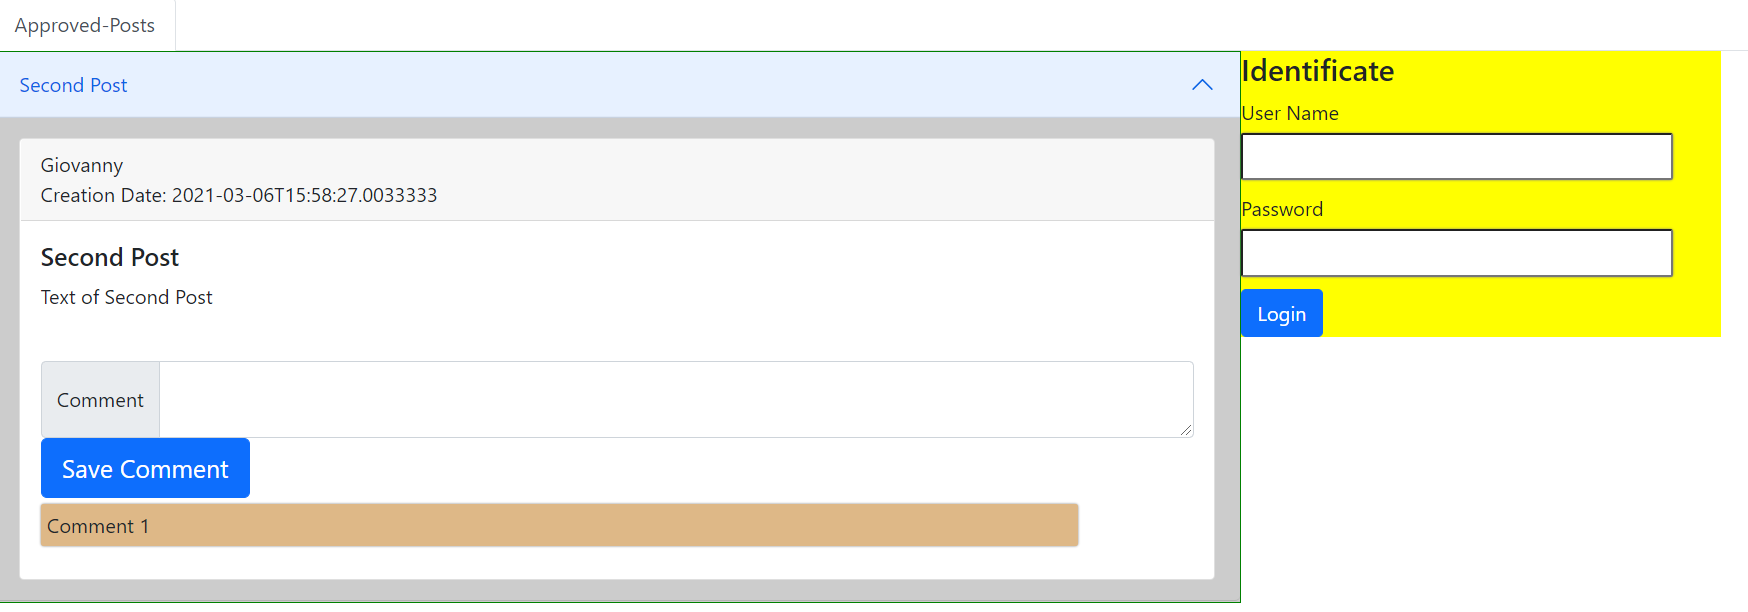 Approved-Posts
Second Post
Giovanny
Creation Date: 2021-03-06T15:58:27.0033333
Second Post
Text of Second Post
Comment
Save Comment
Comment 1
Identificate
User Name
Password
Login